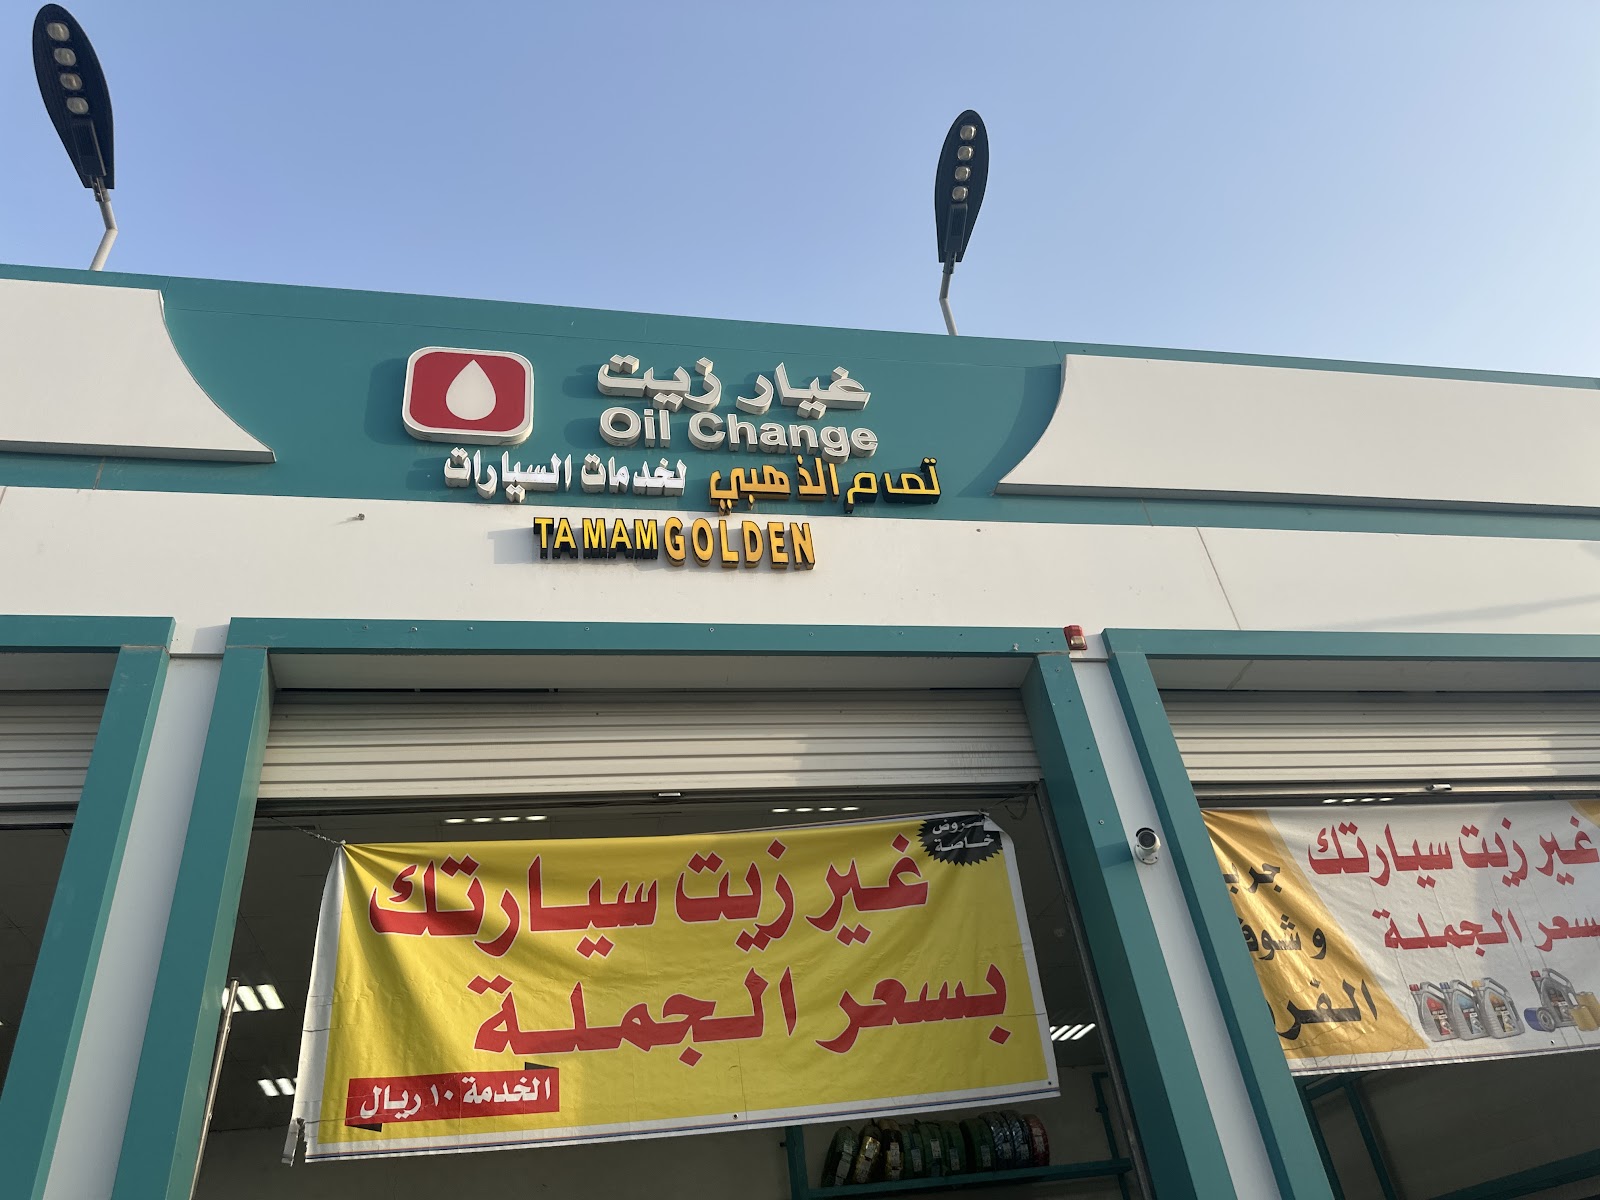 غيار زيت
Oil Change
تمام الذهبي لخدمات السيارات
TAMAM GOLDEN
عروض
خاصة
غير زيت سيارتك
بسعر الجملة
الخدمة ١٠ ريال
غير زيت سيارتك
بسعر الجملة
وشوف